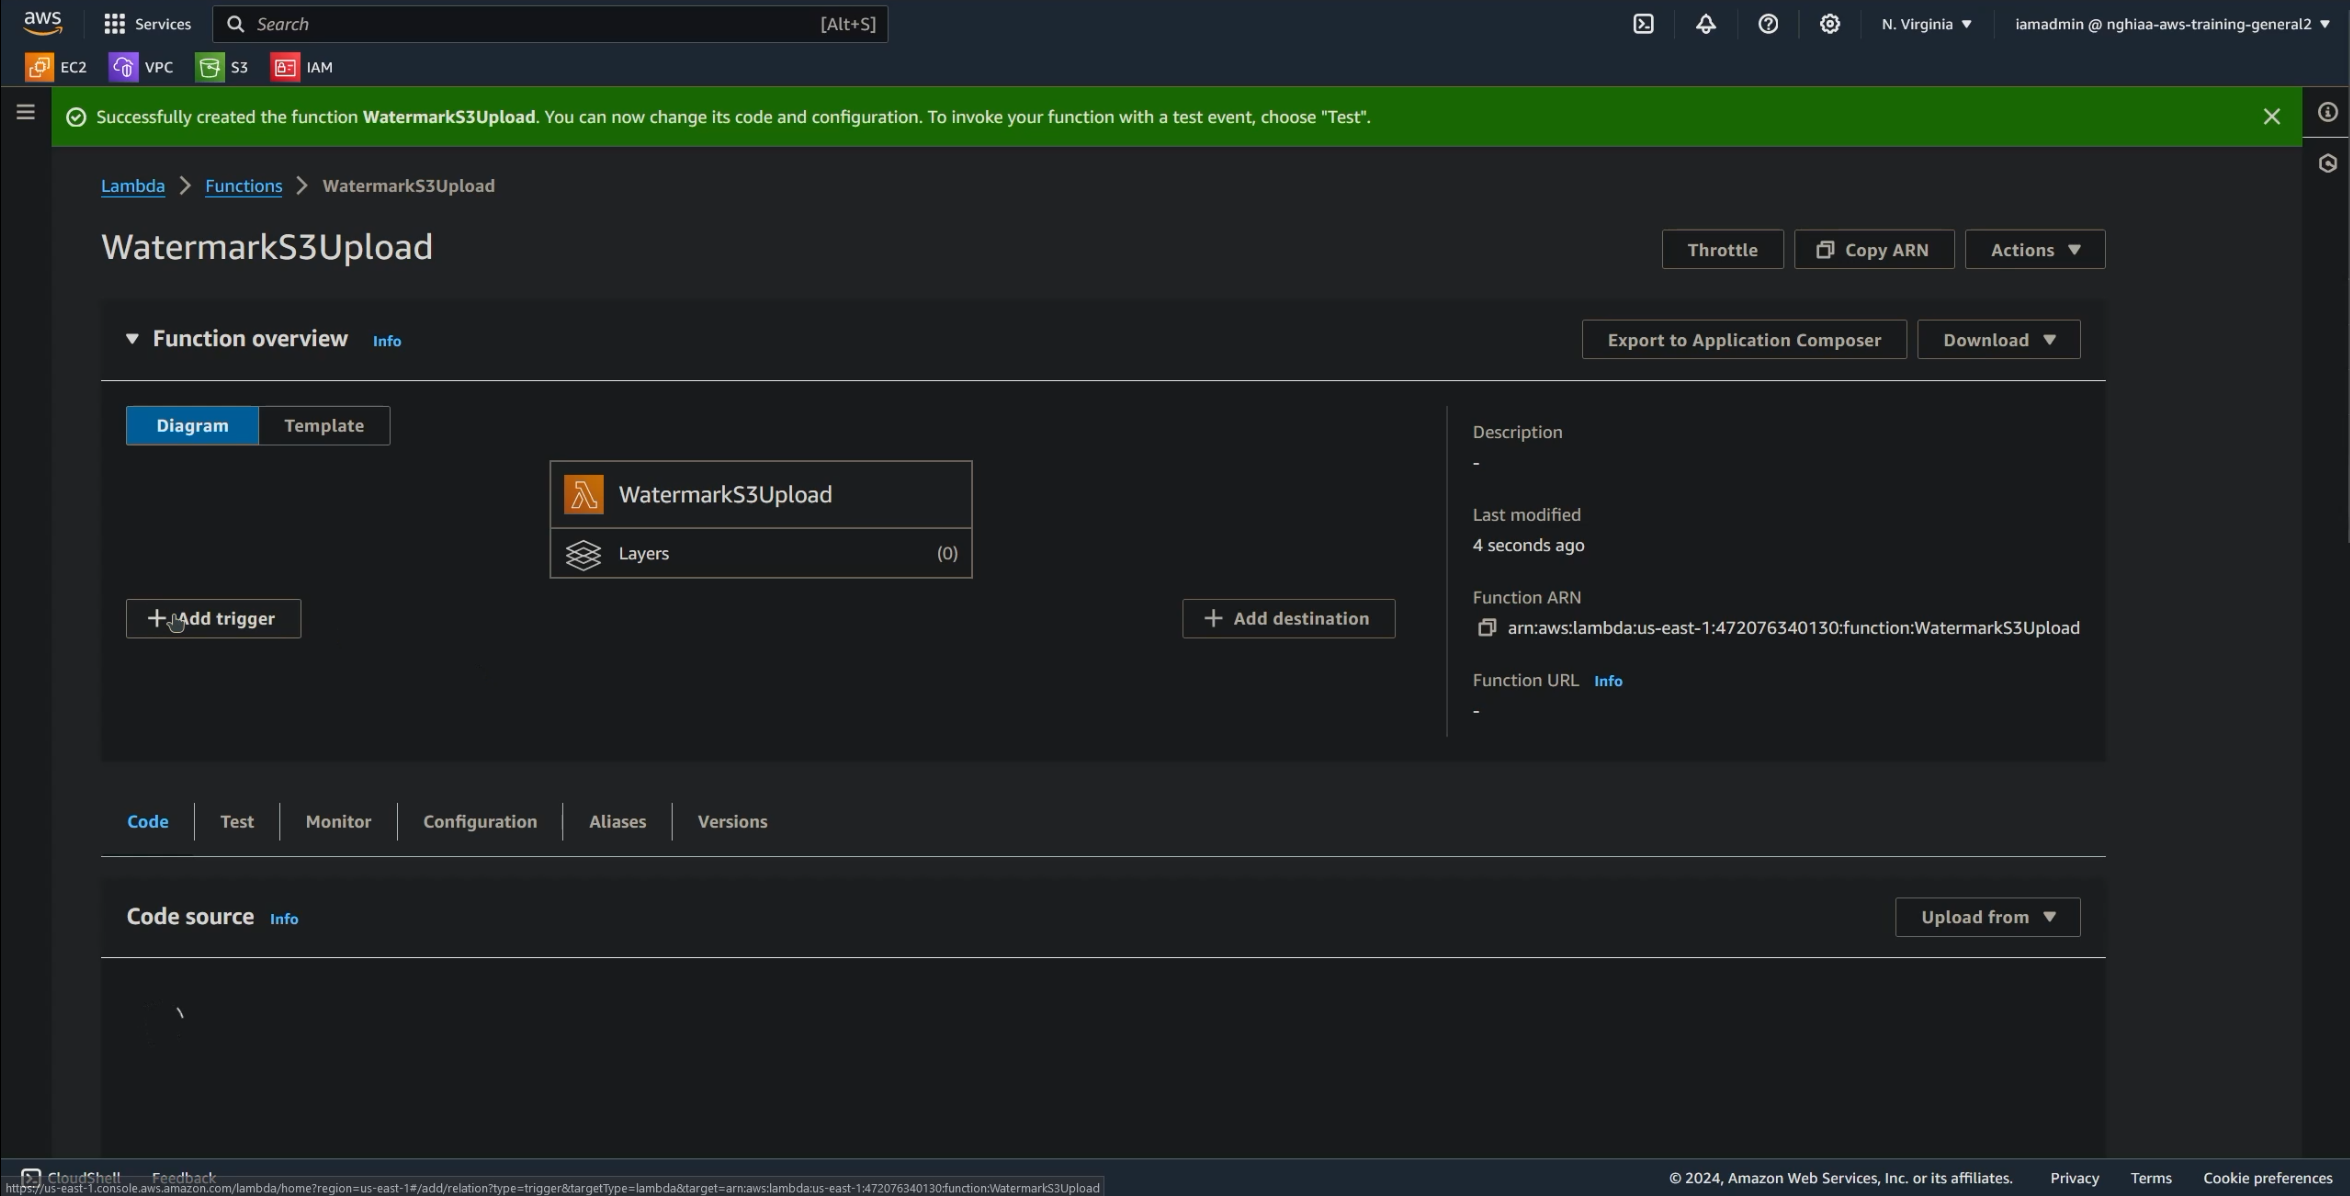 aws Services Search [Alt+S] N. Virginia iamadmin @ nghiaa-aws-training-general2
EC2 VPC S3 IAM
Successfully created the function WatermarkS3Upload. You can now change its code and configuration. To invoke your function with a test event, choose "Test".
Lambda Functions WatermarkS3Upload
WatermarkS3Upload Throttle Copy ARN Actions
Function overview Info Export to Application Composer Download
Diagram Template
WatermarkS3Upload
Layers (0)
+ Add trigger
+ Add destination
Description
-
Last modified
4 seconds ago
Function ARN
arn:aws:lambda:us-east-1:472076340130:function:WatermarkS3Upload
Function URL Info
-
Code Test Monitor Configuration Aliases Versions
Code source Info Upload from
CloudShell Feedback © 2024, Amazon Web Services, Inc. or its affiliates. Privacy Terms Cookie preferences
https://us-east-1.console.aws.amazon.com/lambda/home?region=us-east-1#/add/relation?type=trigger&targetType=lambda&target=arn:aws:lambda:us-east-1:472076340130:function:WatermarkS3Upload